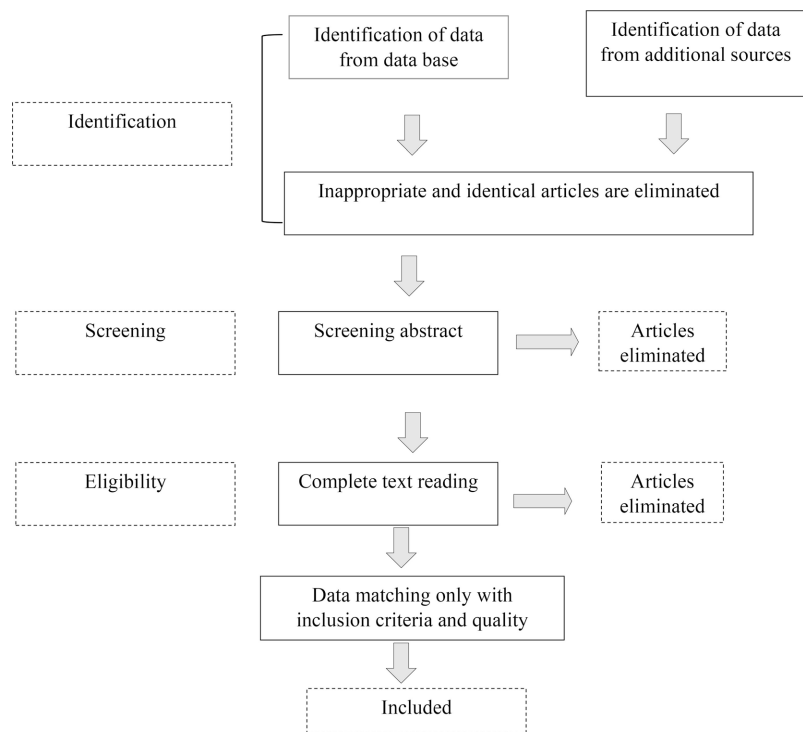 Identification of data
from data base
Identification of data
from additional sources
Identification
Inappropriate and identical articles are eliminated
Screening
Screening abstract
Articles
eliminated
Eligibility
Complete text reading
Articles
eliminated
Data matching only with
inclusion criteria and quality
Included